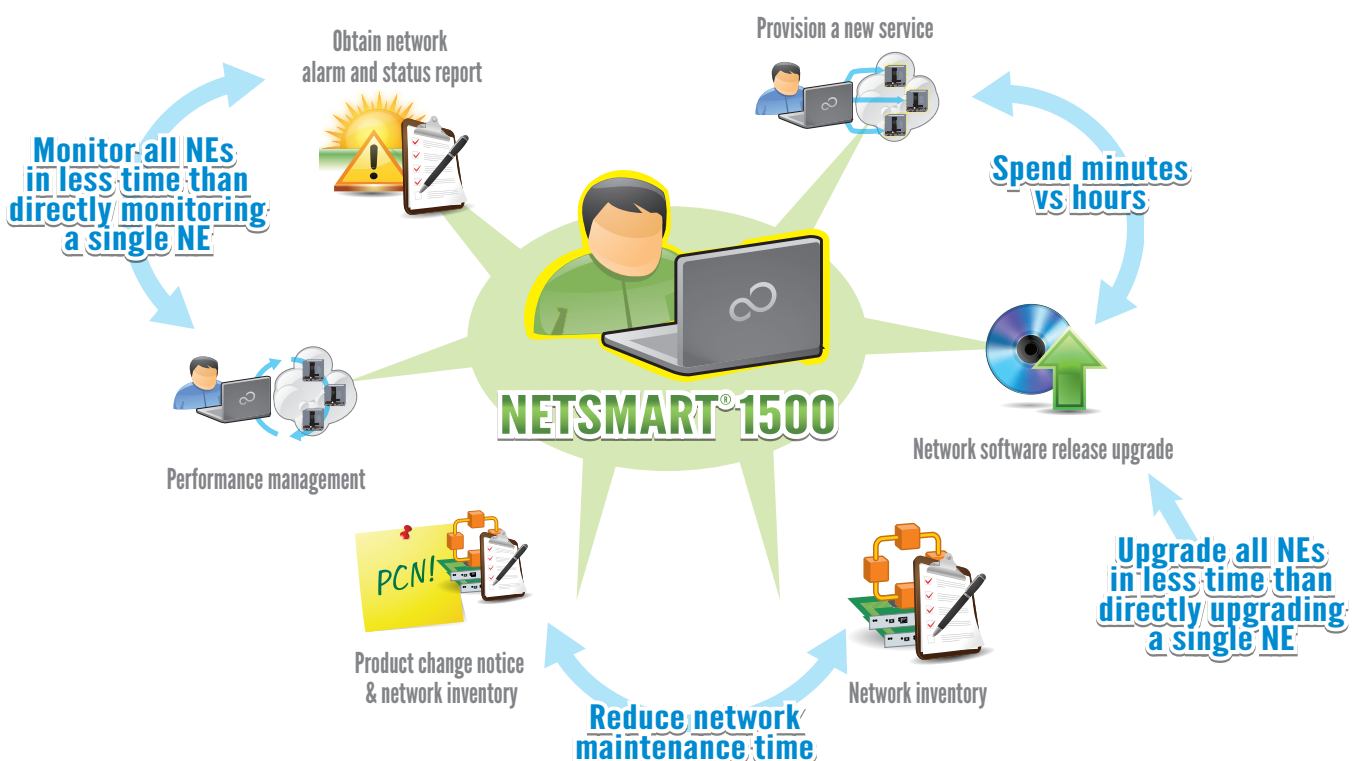 Obtain network
alarm and status report
Provision a new service
Monitor all NEs
in less time than
directly monitoring
a single NE
Spend minutes
vs hours
NETSMART® 1500
Performance management
Network software release upgrade
PCN!
Product change notice
& network inventory
Network inventory
Upgrade all NEs
in less time than
directly upgrading
a single NE
Reduce network
maintenance time